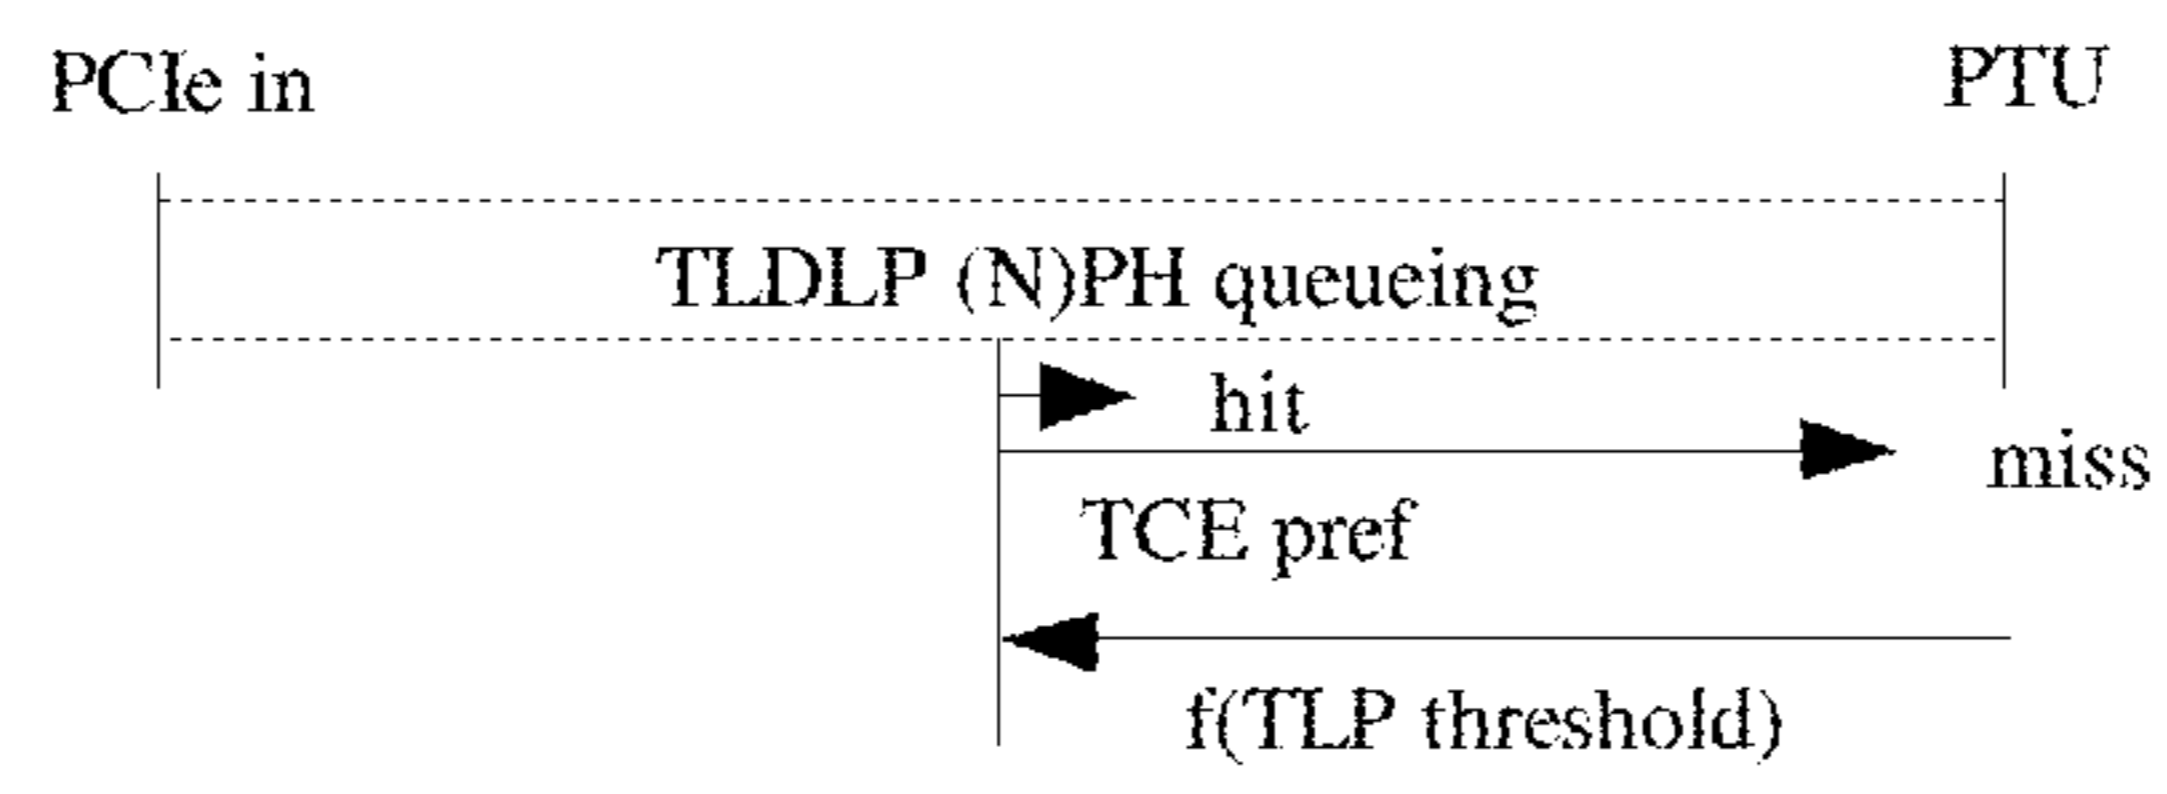 PCIe in
PTU
TLDLP (N)PH queueing
hit
miss
TCE pref
f(TLP threshold)